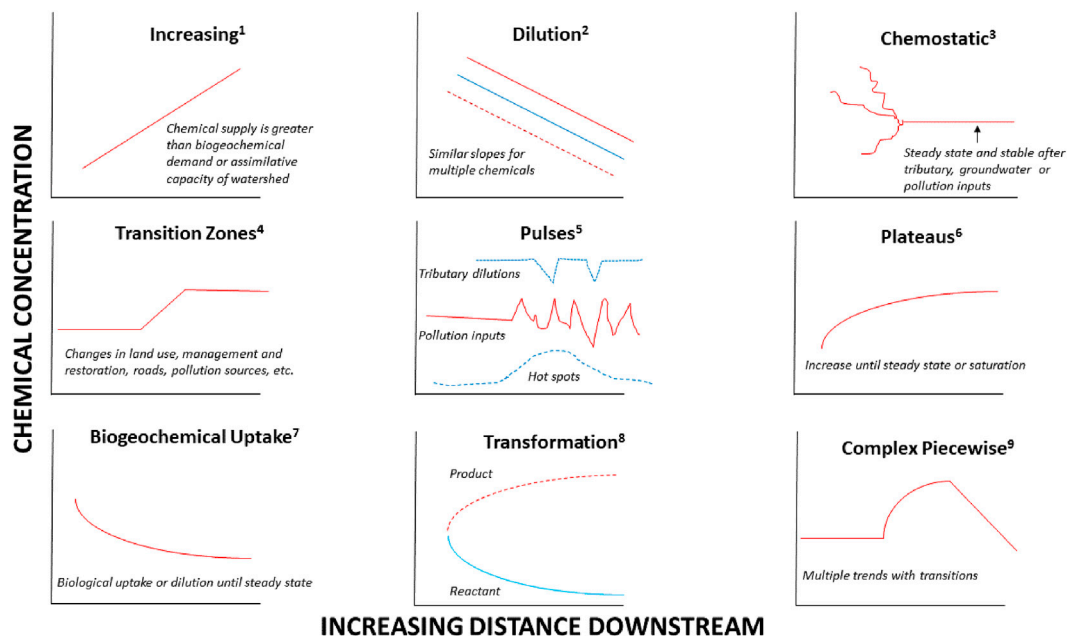 Increasing1
Dilution2
Chemostatic3
Chemical supply is greater
than biogeochemical
demand or assimilative
capacity of watershed
Similar slopes for
multiple chemicals
Steady state and stable after
tributary, groundwater or
pollution inputs
CHEMICAL CONCENTRATION
Transition Zones4
Pulses5
Plateaus6
Changes in land use, management and
restoration, roads, pollution sources, etc.
Tributary dilutions
Pollution inputs
Hot spots
Increase until steady state or saturation
Biogeochemical Uptake7
Transformation8
Complex Piecewise9
Biological uptake or dilution until steady state
Product
Reactant
Multiple trends with transitions
INCREASING DISTANCE DOWNSTREAM